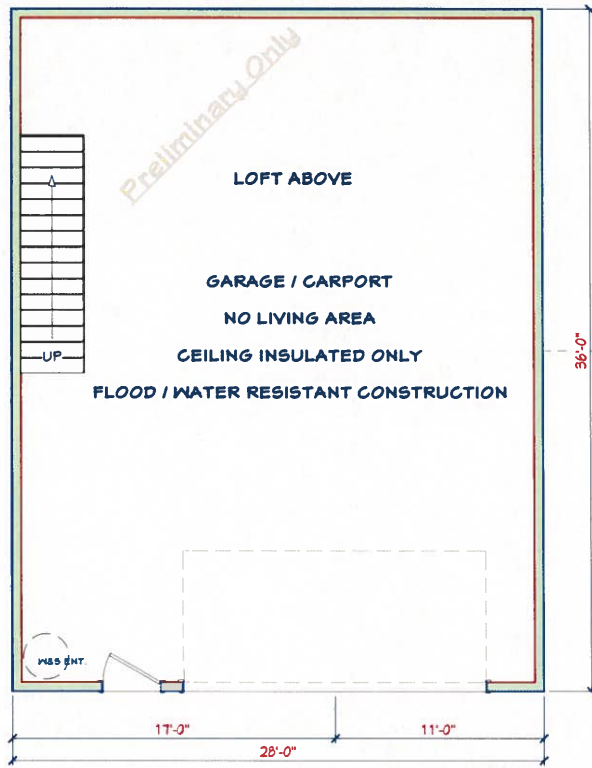 Preliminary Only
LOFT ABOVE
GARAGE / CARPORT
NO LIVING AREA
36'-0"
UP
CEILING INSULATED ONLY
FLOOD / WATER RESISTANT CONSTRUCTION
W&S ENT.
17'-0"
11'-0"
28'-0"